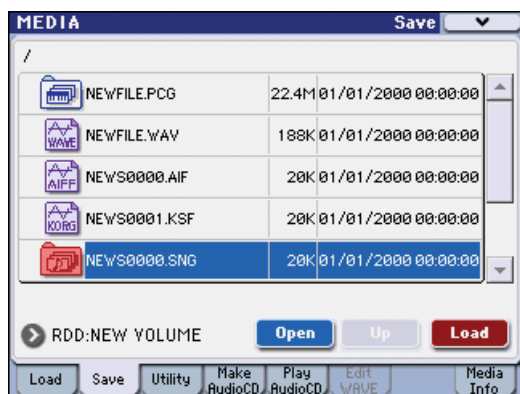 MEDIA Save
/
NEWFILE.PCG 22.4M 01/01/2000 00:00:00
WAVE NEWFILE.WAV 188K 01/01/2000 00:00:00
AIFF NEWS0000.AIF 20K 01/01/2000 00:00:00
KORG NEWS0001.KSF 20K 01/01/2000 00:00:00
NEWS0000.SNG 20K 01/01/2000 00:00:00
RDD:NEW VOLUME Open Up Load
Load Save Utility Make AudioCD Play AudioCD Edit WAVE Media Info